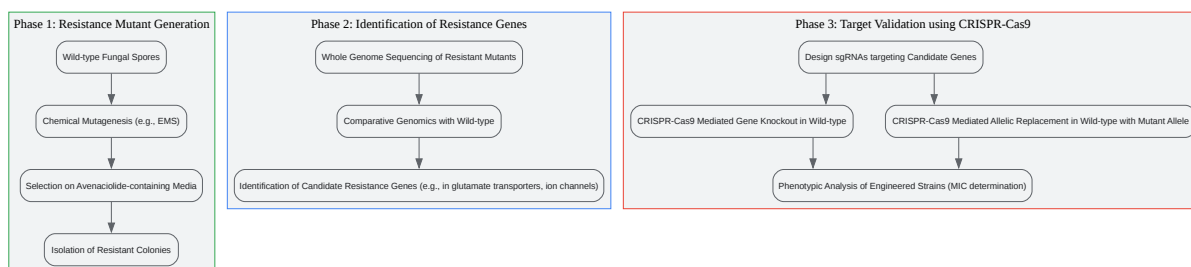 Phase 1: Resistance Mutant Generation
Wild-type Fungal Spores
Chemical Mutagenesis (e.g., EMS)
Selection on Avenaciolide-containing Media
Isolation of Resistant Colonies
Phase 2: Identification of Resistance Genes
Whole Genome Sequencing of Resistant Mutants
Comparative Genomics with Wild-type
Identification of Candidate Resistance Genes (e.g., in glutamate transporters, ion channels)
Phase 3: Target Validation using CRISPR-Cas9
Design sgRNAs targeting Candidate Genes
CRISPR-Cas9 Mediated Gene Knockout in Wild-type
CRISPR-Cas9 Mediated Allelic Replacement in Wild-type with Mutant Allele
Phenotypic Analysis of Engineered Strains (MIC determination)